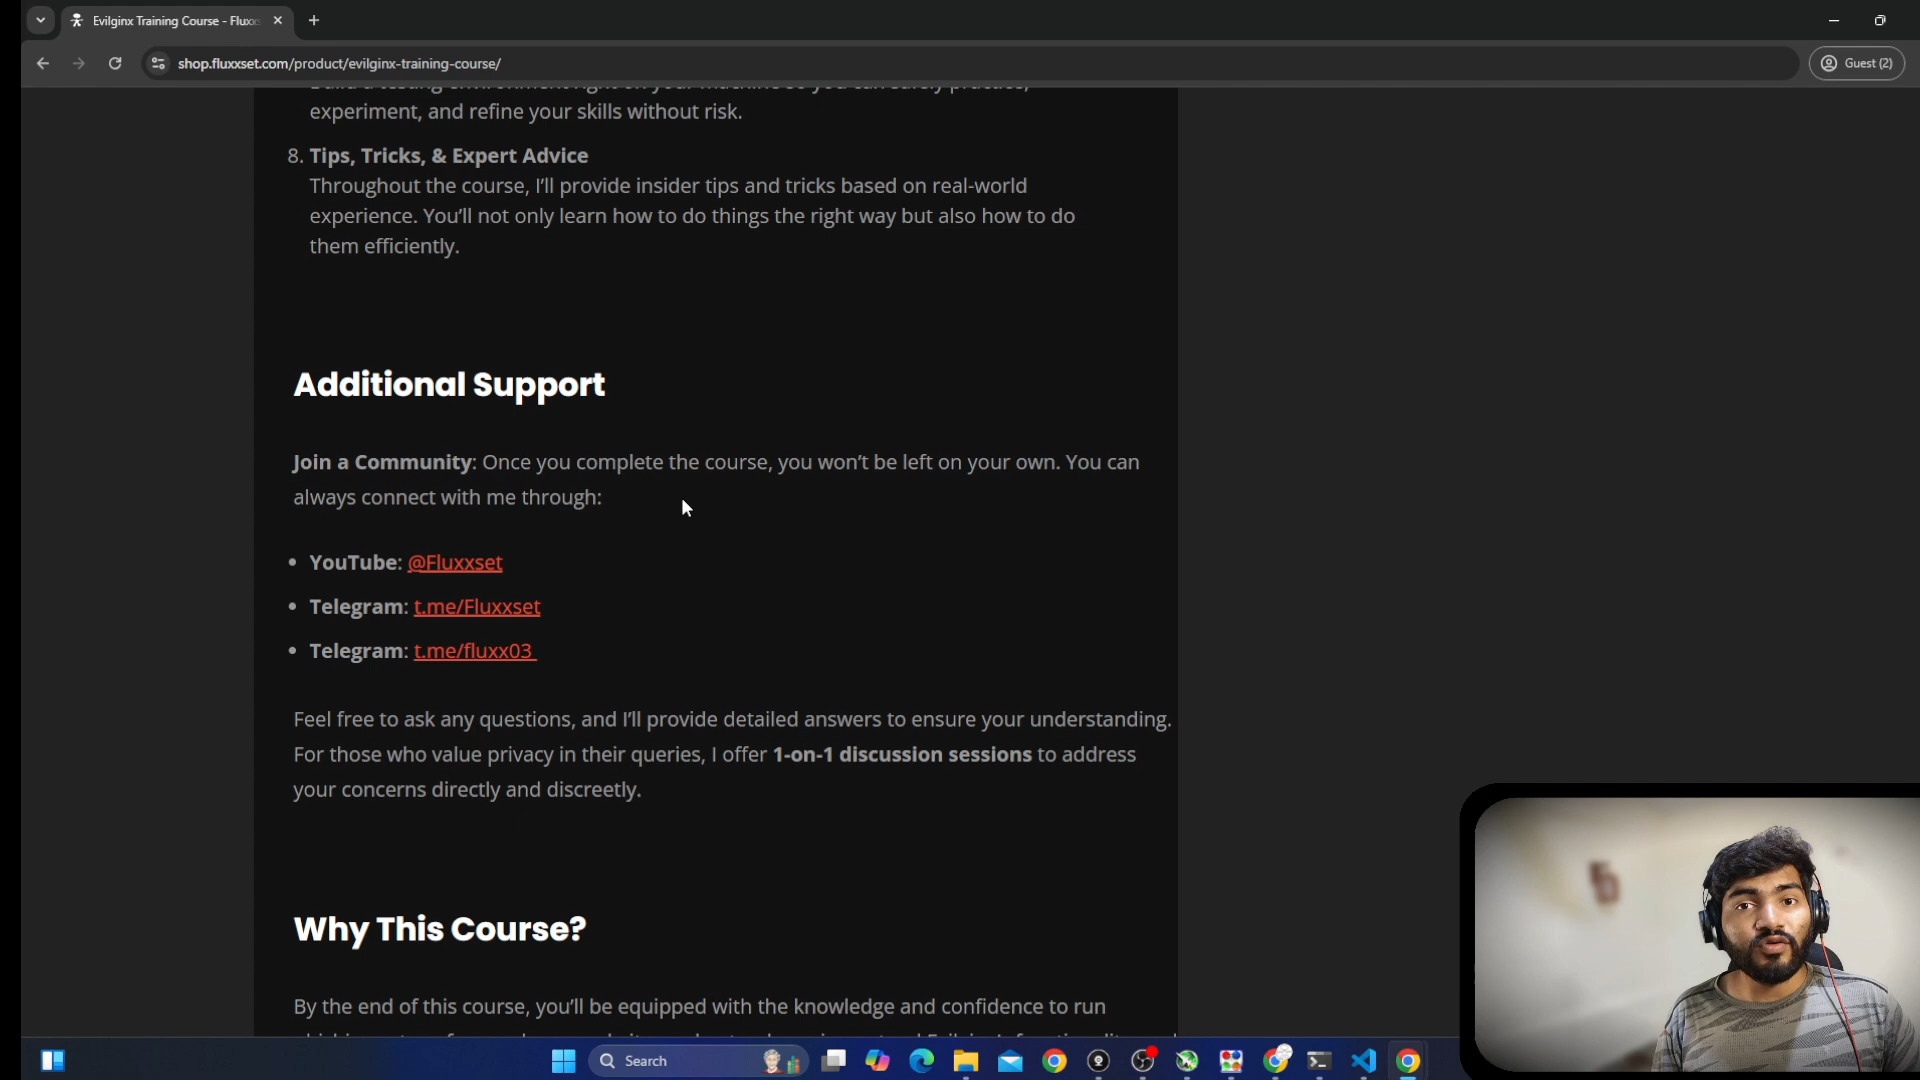 Evilginx Training Course - Fluxx
shop.fluxxset.com/product/evilginx-training-course/
Guest (2)
experiment, and refine your skills without risk.
8. Tips, Tricks, & Expert Advice
Throughout the course, I'll provide insider tips and tricks based on real-world
experience. You'll not only learn how to do things the right way but also how to do
them efficiently.
Additional Support
Join a Community: Once you complete the course, you won't be left on your own. You can
always connect with me through:
• YouTube: @Fluxxset
• Telegram: t.me/Fluxxset
• Telegram: t.me/fluxx03
Feel free to ask any questions, and I'll provide detailed answers to ensure your understanding.
For those who value privacy in their queries, I offer 1-on-1 discussion sessions to address
your concerns directly and discreetly.
Why This Course?
By the end of this course, you'll be equipped with the knowledge and confidence to run
Search